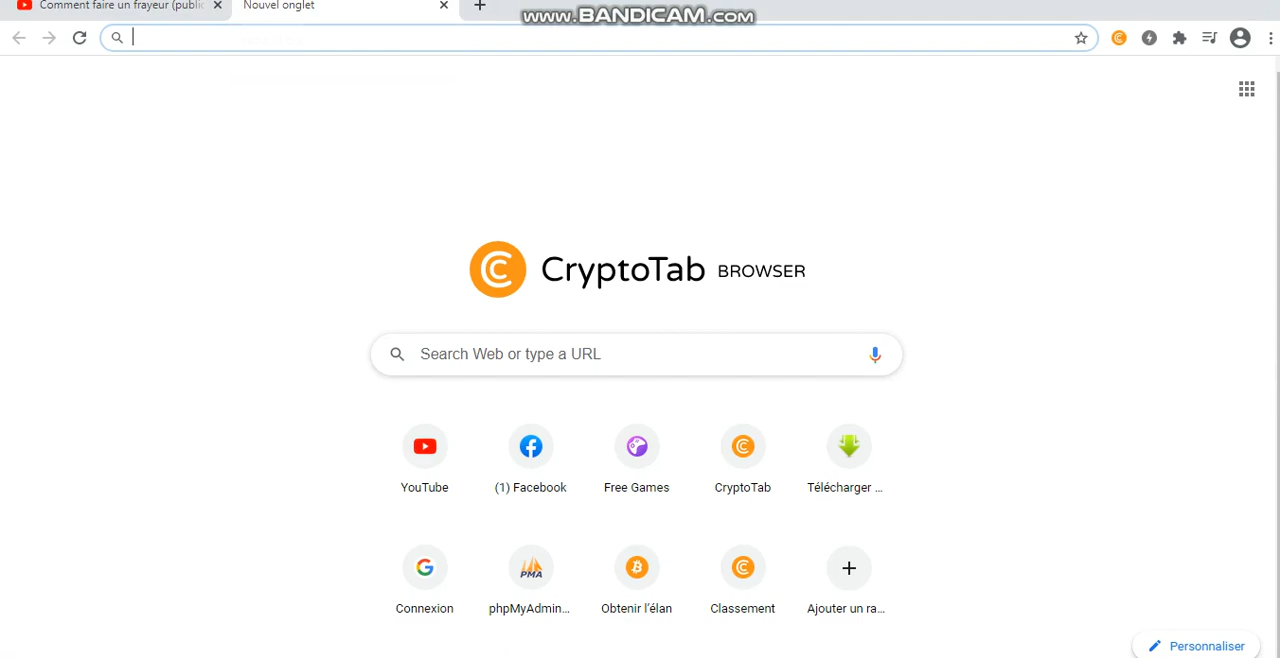 Comment faire un frayeur (public
Nouvel onglet
www.BANDICAM.com
CryptoTab BROWSER
Search Web or type a URL
YouTube
(1) Facebook
Free Games
CryptoTab
Télécharger ...
Connexion
phpMyAdmin...
Obtenir l'élan
Classement
Ajouter un ra...
PMA
Personnaliser